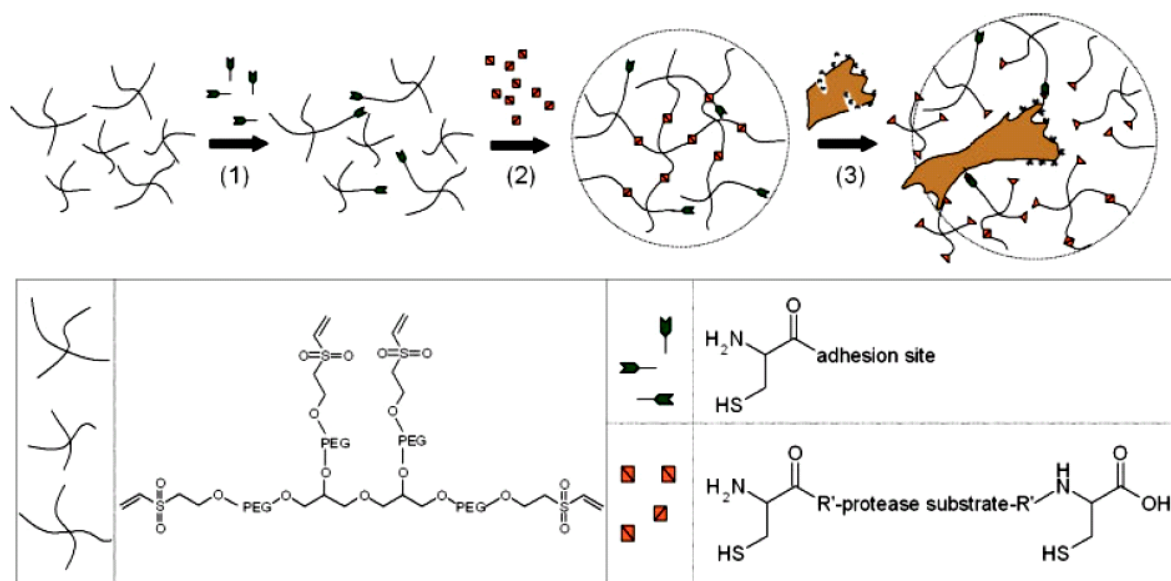 (1)
(2)
(3)
O=S=O
O=S=O
O
O
PEG
PEG
O
O
O
S
O
O
PEG
O
O
O
PEG
O
O
S
O
H2N
O
adhesion site
HS
H2N
O
R'-protease substrate-R'
H
N
O
OH
HS
HS